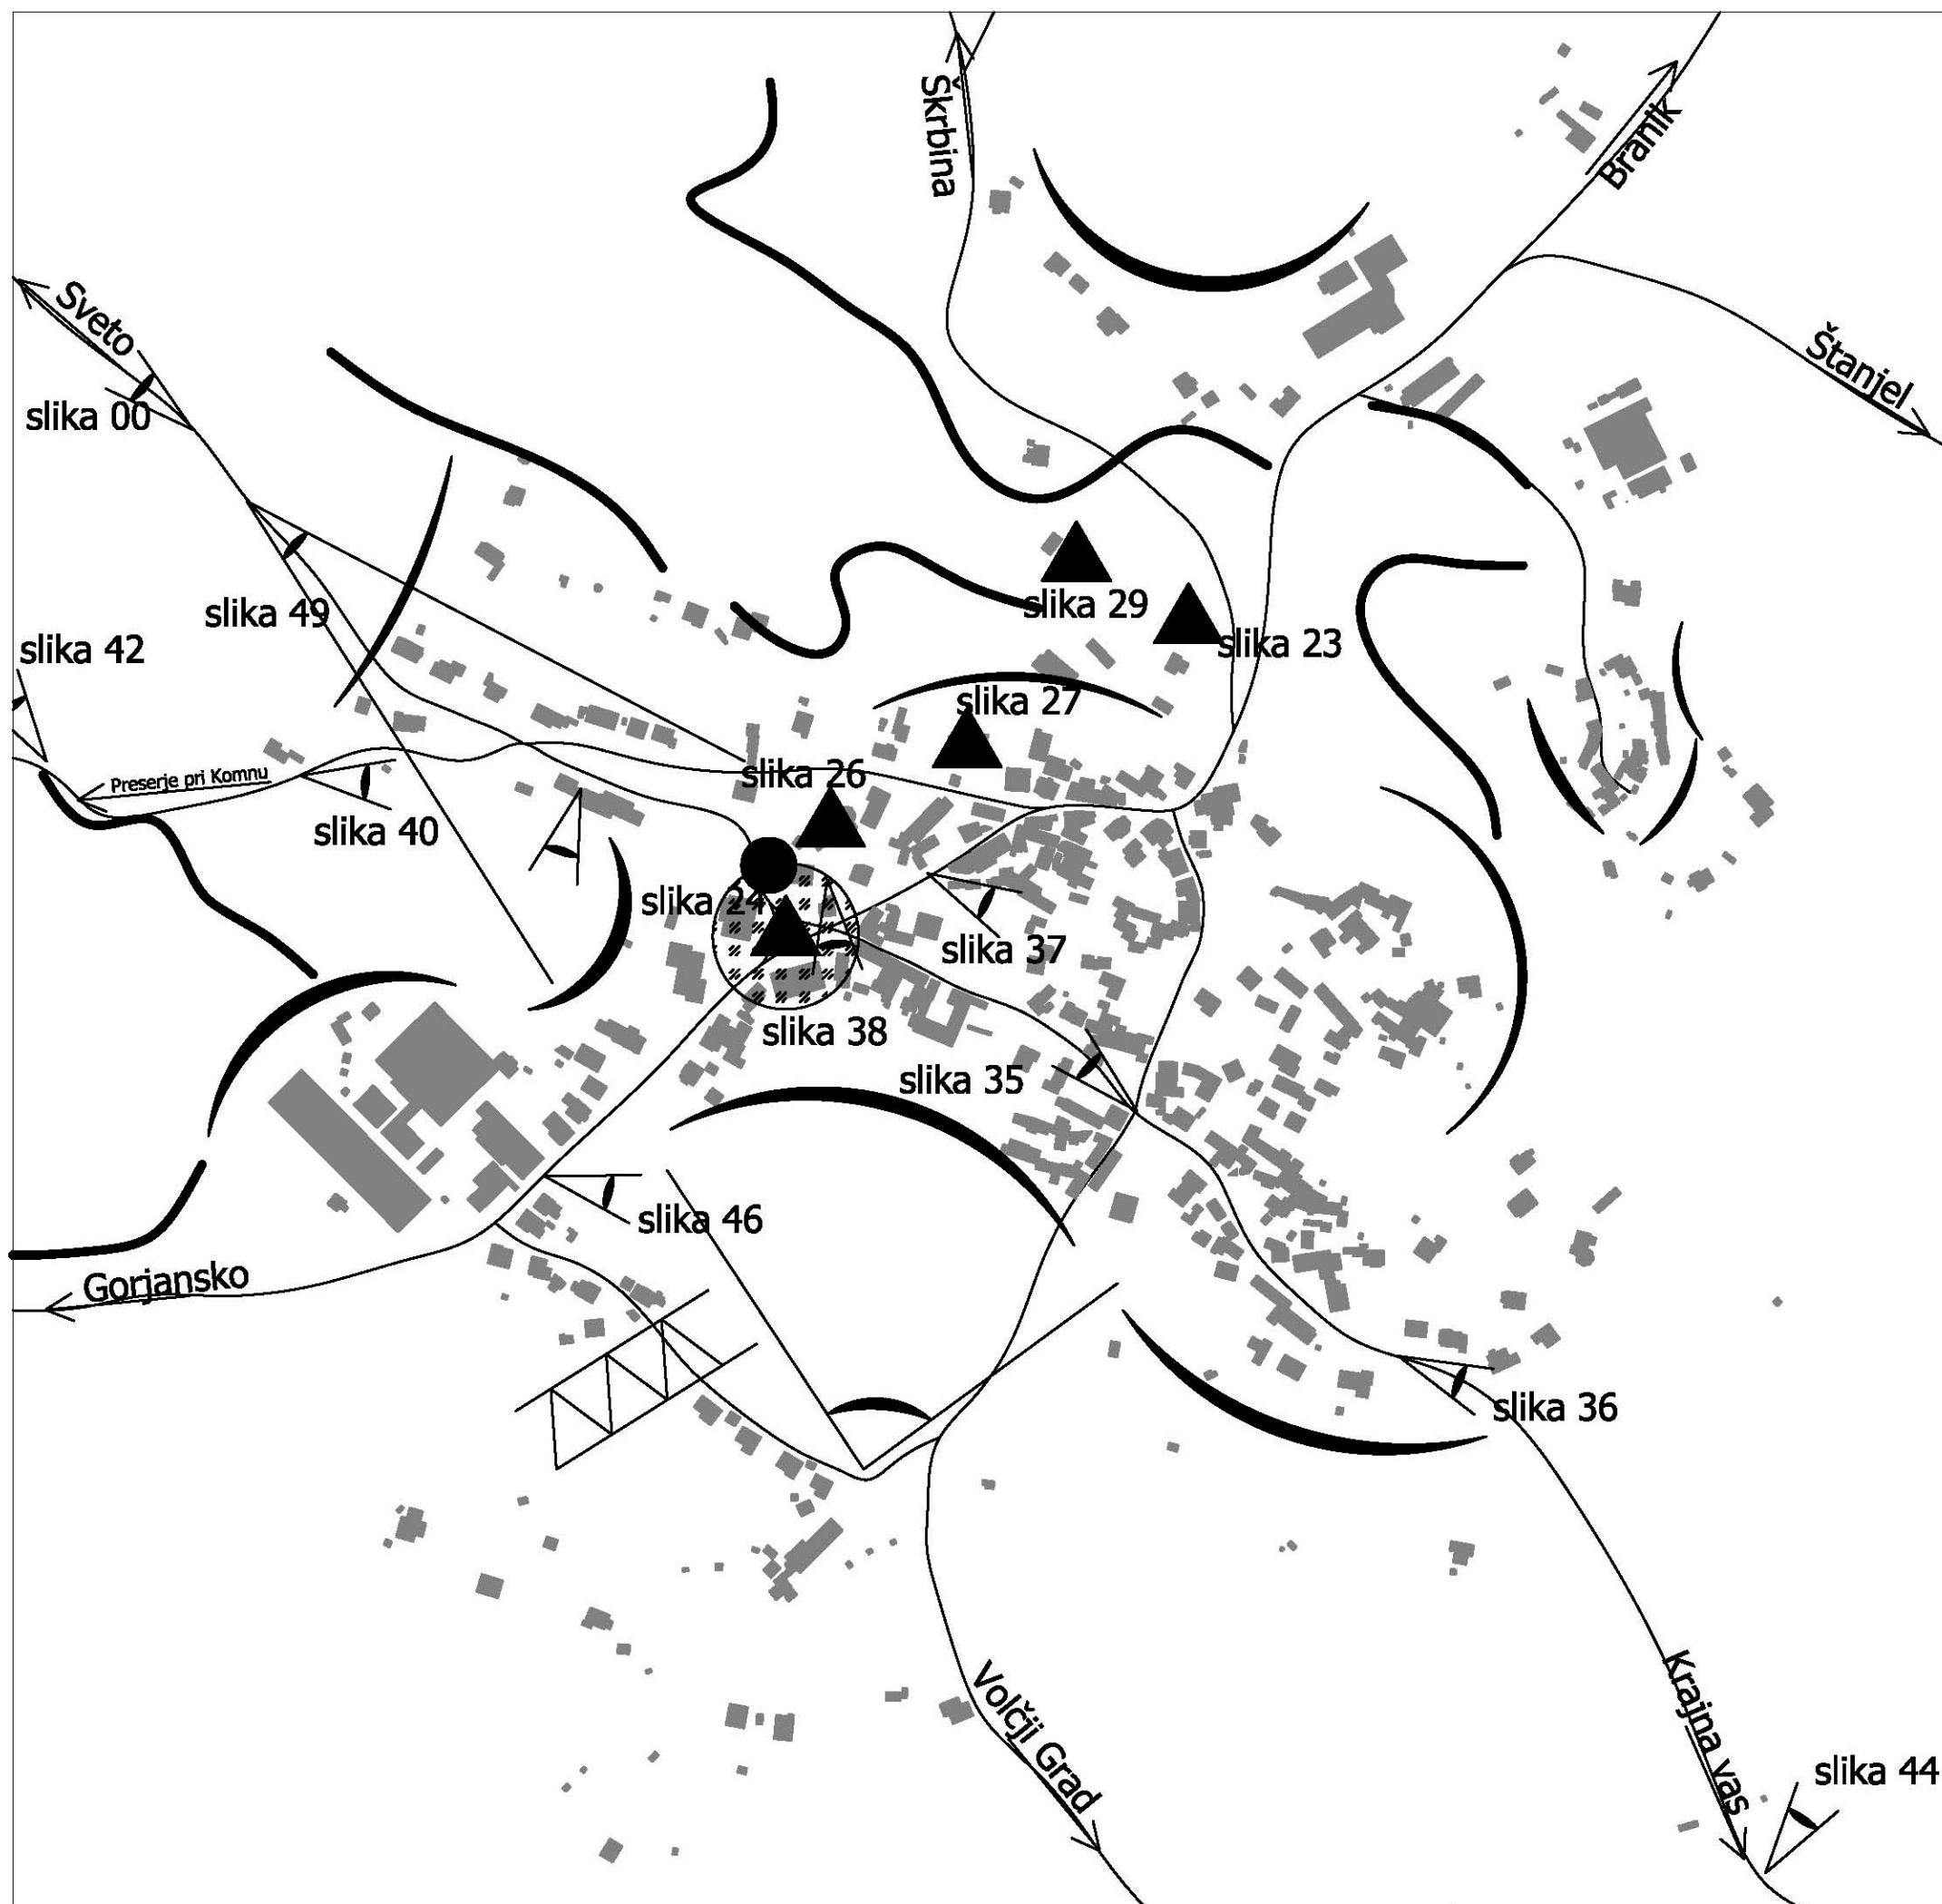 Škrbina
Branik
Sveto
Štanjel
slika 00
slika 49
slika 29
slika 42
slika 23
slika 27
Preserje pri Komnu
slika 26
slika 40
slika 24
slika 37
slika 38
slika 35
slika 46
Gorjansko
slika 36
Volčji Grad
Krajna vas
slika 44